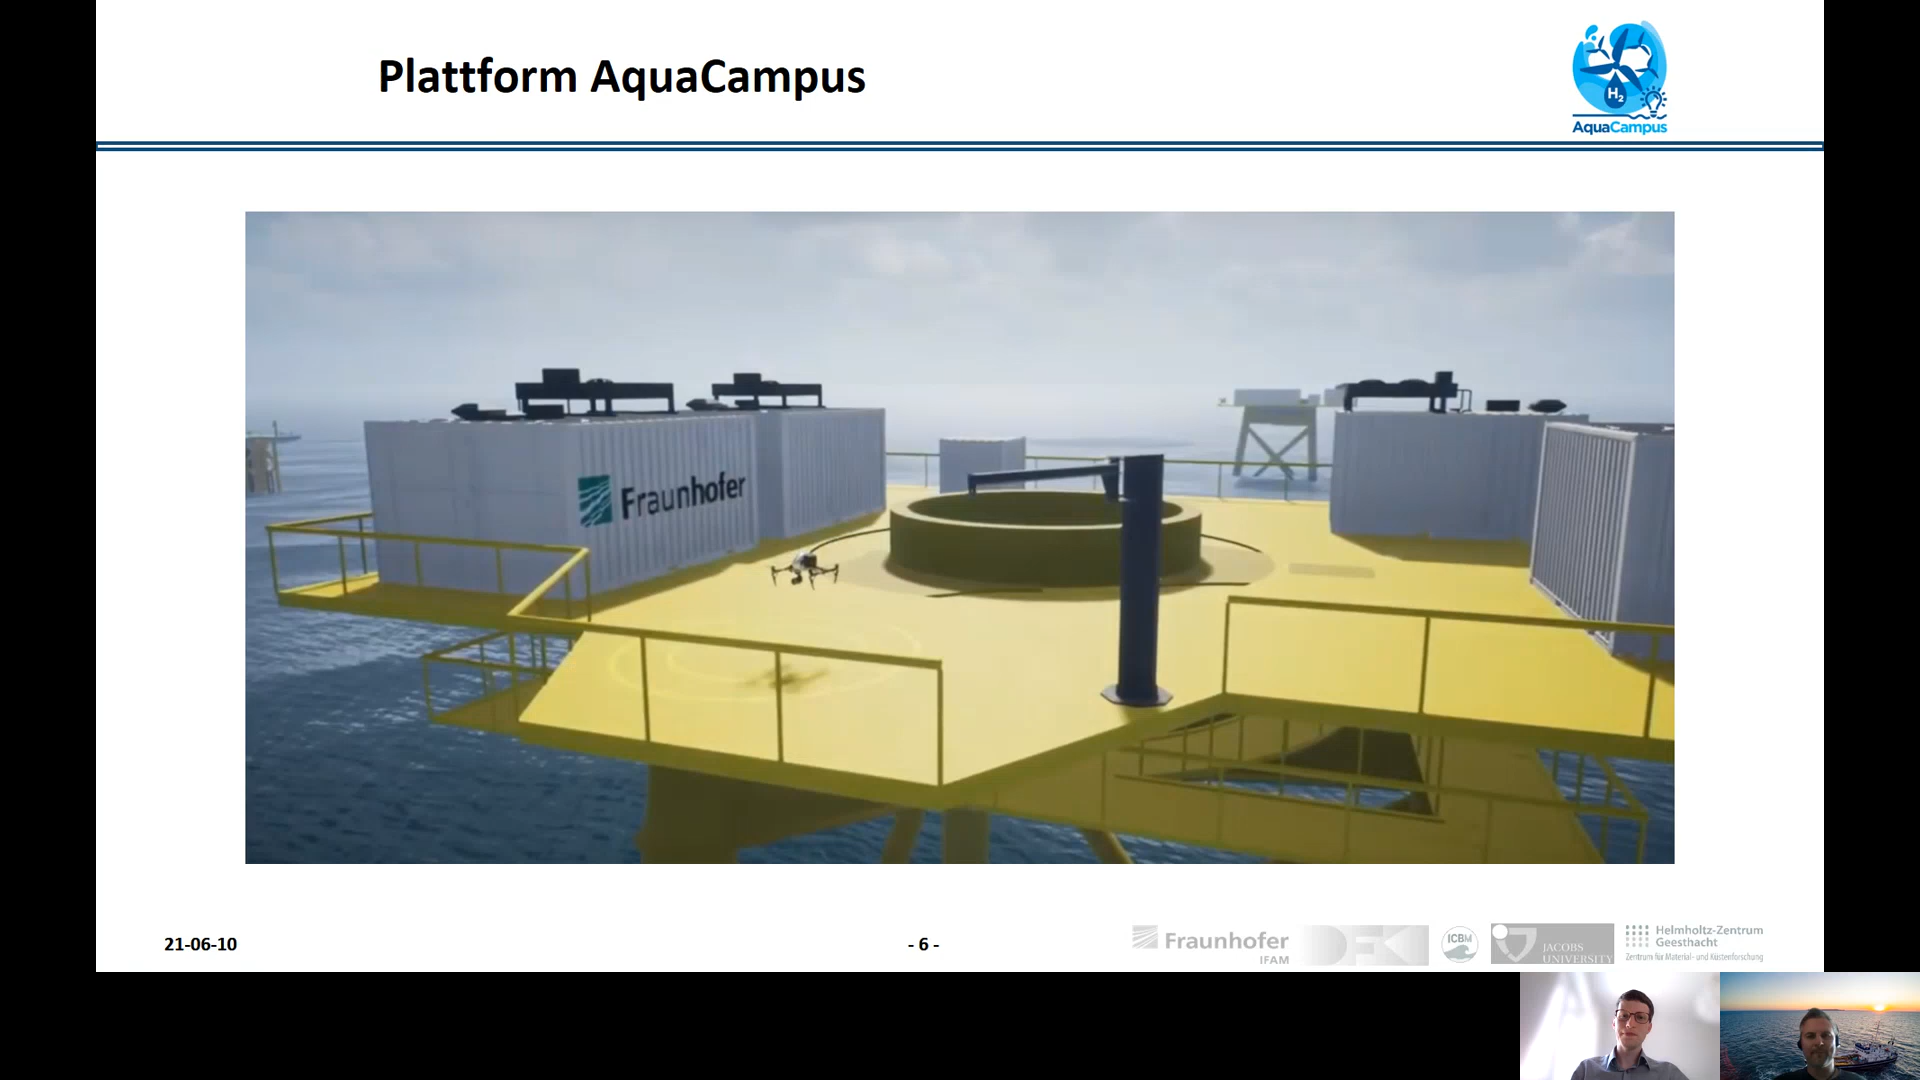 Plattform AquaCampus
H2
AquaCampus
Fraunhofer
21-06-10
- 6 -
Fraunhofer
IFAM
DFK
ICBM
JACOBS
UNIVERSITY
Helmholtz-Zentrum
Geesthacht
Zentrum für Material- und Küstenforschung